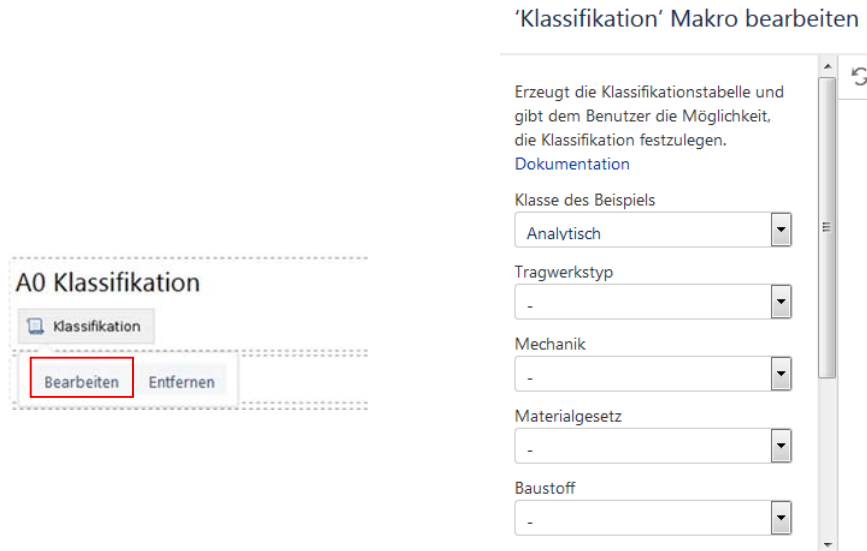 A0 Klassifikation
Klassifikation
Bearbeiten Entfernen
‘Klassifikation’ Makro bearbeiten
Erzeugt die Klassifikationstabelle und
gibt dem Benutzer die Möglichkeit,
die Klassifikation festzulegen.
Dokumentation
Klasse des Beispiels
Analytisch
Tragwerkstyp
-
Mechanik
-
Materialgesetz
-
Baustoff
-